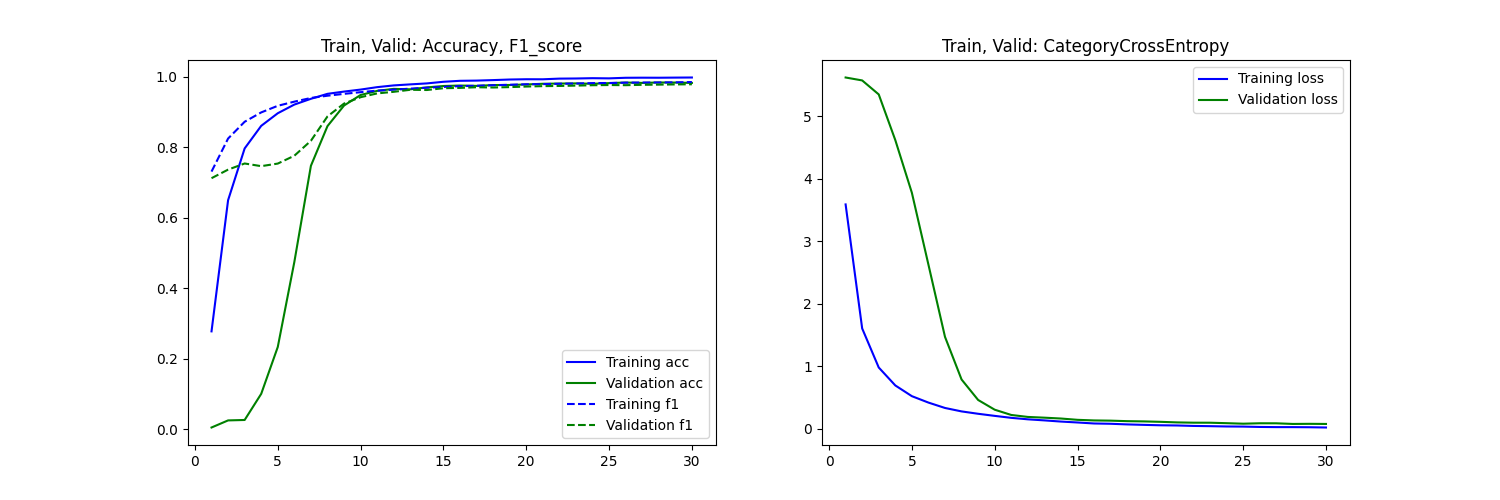 Train, Valid: Accuracy, F1_score
1.0
0.8
0.6
0.4
0.2
0.0
0 5 10 15 20 25 30
Training acc
Validation acc
Training f1
Validation f1
Train, Valid: CategoryCrossEntropy
5
4
3
2
1
0
0 5 10 15 20 25 30
Training loss
Validation loss